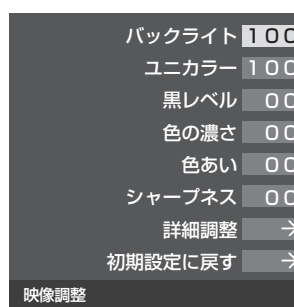 バックライト 100
ユニカラー 100
黒レベル 00
色の濃さ 00
色あい 00
シャープネス 00
詳細調整 →
初期設定に戻す →
映像調整